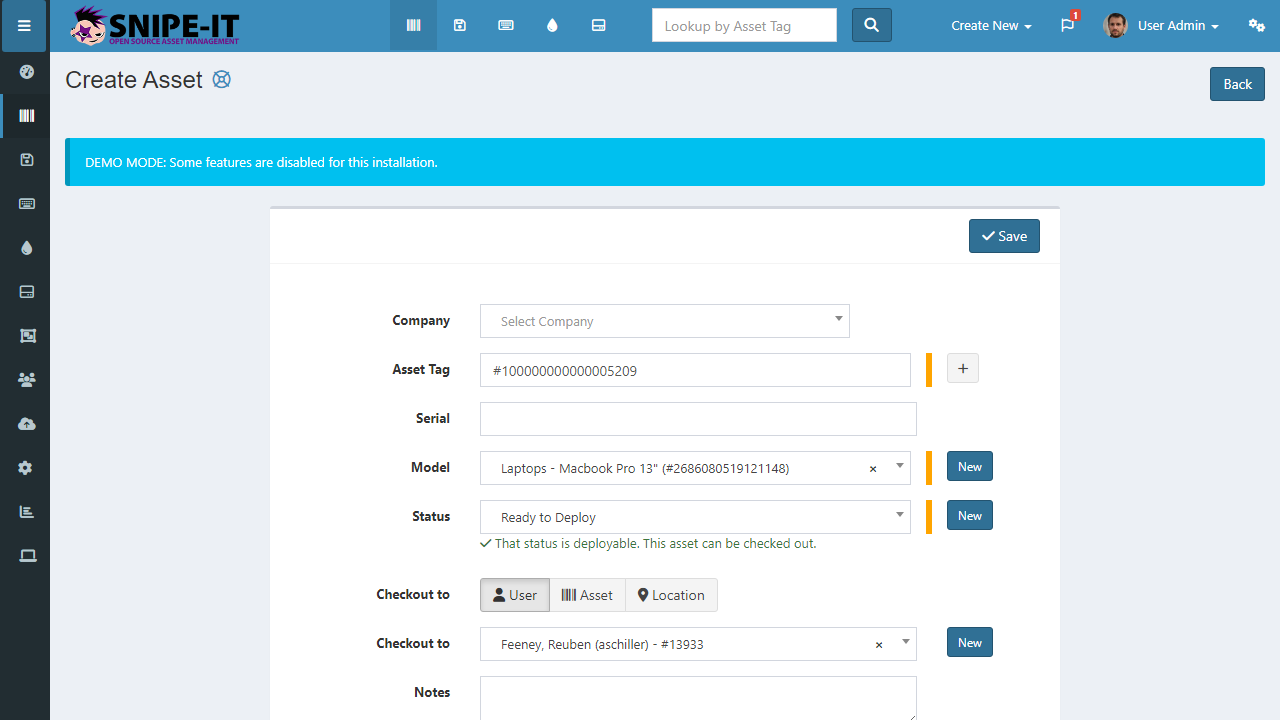 SNIPE-IT
OPEN SOURCE ASSET MANAGEMENT
Lookup by Asset Tag
Create New
1
User Admin
Create Asset
Back
DEMO MODE: Some features are disabled for this installation.
Save
Company
Select Company
Asset Tag
#100000000000005209
+
Serial
Model
Laptops - Macbook Pro 13" (#2686080519121148)
×
New
Status
Ready to Deploy
New
That status is deployable. This asset can be checked out.
Checkout to
User
Asset
Location
Checkout to
Feeney, Reuben (aschiller) - #13933
×
New
Notes